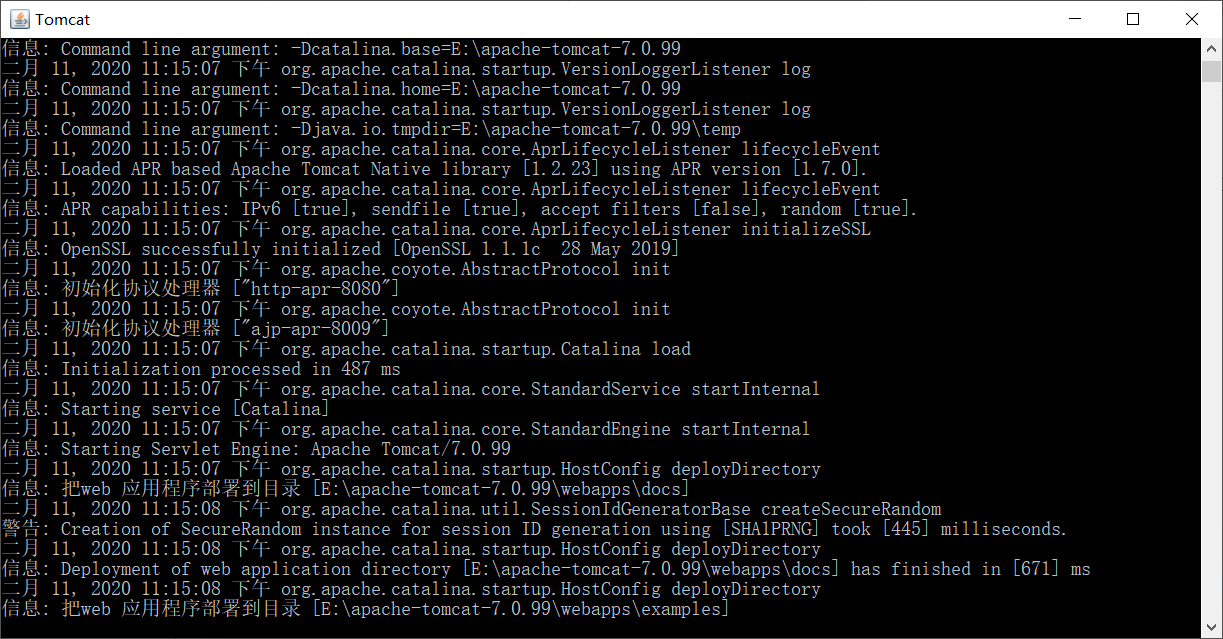 Tomcat
信息: Command line argument: -Dcatalina.base=E:\apache-tomcat-7.0.99
二月 11, 2020 11:15:07 下午 org.apache.catalina.startup.VersionLoggerListener log
信息: Command line argument: -Dcatalina.home=E:\apache-tomcat-7.0.99
二月 11, 2020 11:15:07 下午 org.apache.catalina.startup.VersionLoggerListener log
信息: Command line argument: -Djava.io.tmpdir=E:\apache-tomcat-7.0.99\temp
二月 11, 2020 11:15:07 下午 org.apache.catalina.core.AprLifecycleListener lifecycleEvent
信息: Loaded APR based Apache Tomcat Native library [1.2.23] using APR version [1.7.0].
二月 11, 2020 11:15:07 下午 org.apache.catalina.core.AprLifecycleListener lifecycleEvent
信息: APR capabilities: IPv6 [true], sendfile [true], accept filters [false], random [true].
二月 11, 2020 11:15:07 下午 org.apache.catalina.core.AprLifecycleListener initializeSSL
信息: OpenSSL successfully initialized [OpenSSL 1.1.1c  28 May 2019]
二月 11, 2020 11:15:07 下午 org.apache.coyote.AbstractProtocol init
信息: 初始化协议处理器 ["http-apr-8080"]
二月 11, 2020 11:15:07 下午 org.apache.coyote.AbstractProtocol init
信息: 初始化协议处理器 ["ajp-apr-8009"]
二月 11, 2020 11:15:07 下午 org.apache.catalina.startup.Catalina load
信息: Initialization processed in 487 ms
二月 11, 2020 11:15:07 下午 org.apache.catalina.core.StandardService startInternal
信息: Starting service [Catalina]
二月 11, 2020 11:15:07 下午 org.apache.catalina.core.StandardEngine startInternal
信息: Starting Servlet Engine: Apache Tomcat/7.0.99
二月 11, 2020 11:15:07 下午 org.apache.catalina.startup.HostConfig deployDirectory
信息: 把web 应用程序部署到目录 [E:\apache-tomcat-7.0.99\webapps\docs]
二月 11, 2020 11:15:08 下午 org.apache.catalina.util.SessionIdGeneratorBase createSecureRandom
警告: Creation of SecureRandom instance for session ID generation using [SHA1PRNG] took [445] milliseconds.
二月 11, 2020 11:15:08 下午 org.apache.catalina.startup.HostConfig deployDirectory
信息: Deployment of web application directory [E:\apache-tomcat-7.0.99\webapps\docs] has finished in [671] ms
二月 11, 2020 11:15:08 下午 org.apache.catalina.startup.HostConfig deployDirectory
信息: 把web 应用程序部署到目录 [E:\apache-tomcat-7.0.99\webapps\examples]